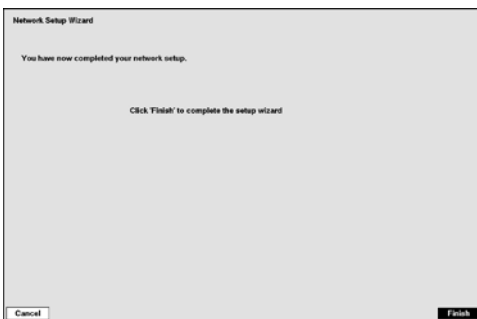 Network Setup Wizard
You have now completed your network setup.
Click 'Finish' to complete the setup wizard
Cancel
Finish